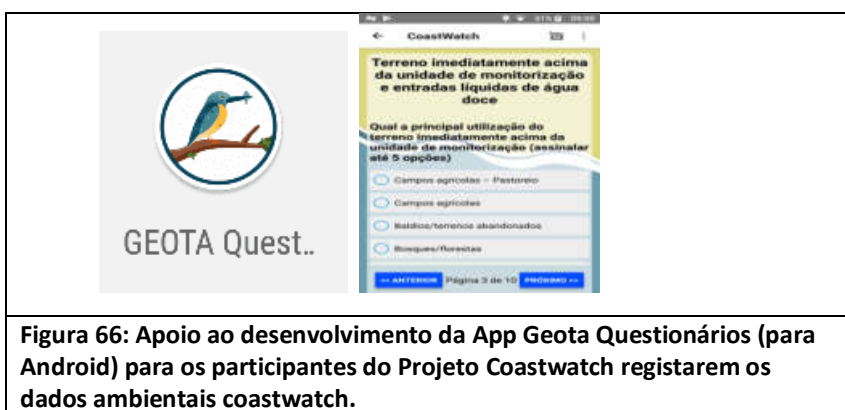 CoastWatch
Terreno imediatamente acima
da unidade de monitorização
e entradas líquidas de água
doce
Qual a principal utilização do
terreno imediatamente acima da
unidade de monitorização (assinalar
até 5 opções)
Campos agrícolas – Pastoreio
Campos agrícolas
Baldios/terrenos abandonados
Bosques/florestas
<< ANTERIOR Página 3 de 10 PRÓXIMO >>
GEOTA Quest..
Figura 66: Apoio ao desenvolvimento da App Geota Questionários (para
Android) para os participantes do Projeto Coastwatch registarem os
dados ambientais coastwatch.